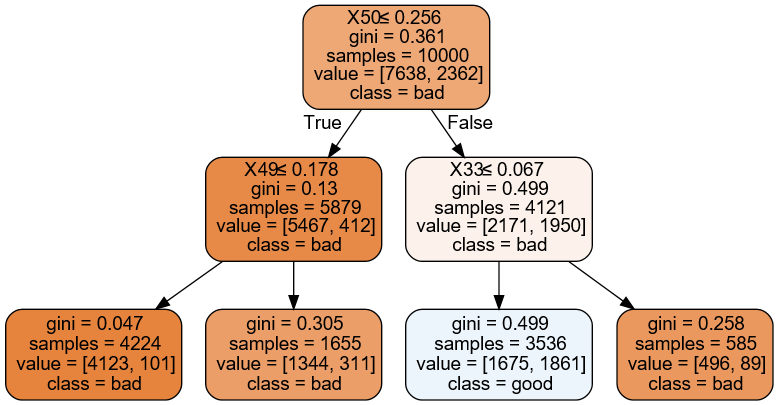 X50≤ 0.256
gini = 0.361
samples = 10000
value = [7638, 2362]
class = bad
True
False
X49≤ 0.178
gini = 0.13
samples = 5879
value = [5467, 412]
class = bad
X33≤ 0.067
gini = 0.499
samples = 4121
value = [2171, 1950]
class = bad
gini = 0.047
samples = 4224
value = [4123, 101]
class = bad
gini = 0.305
samples = 1655
value = [1344, 311]
class = bad
gini = 0.499
samples = 3536
value = [1675, 1861]
class = good
gini = 0.258
samples = 585
value = [496, 89]
class = bad